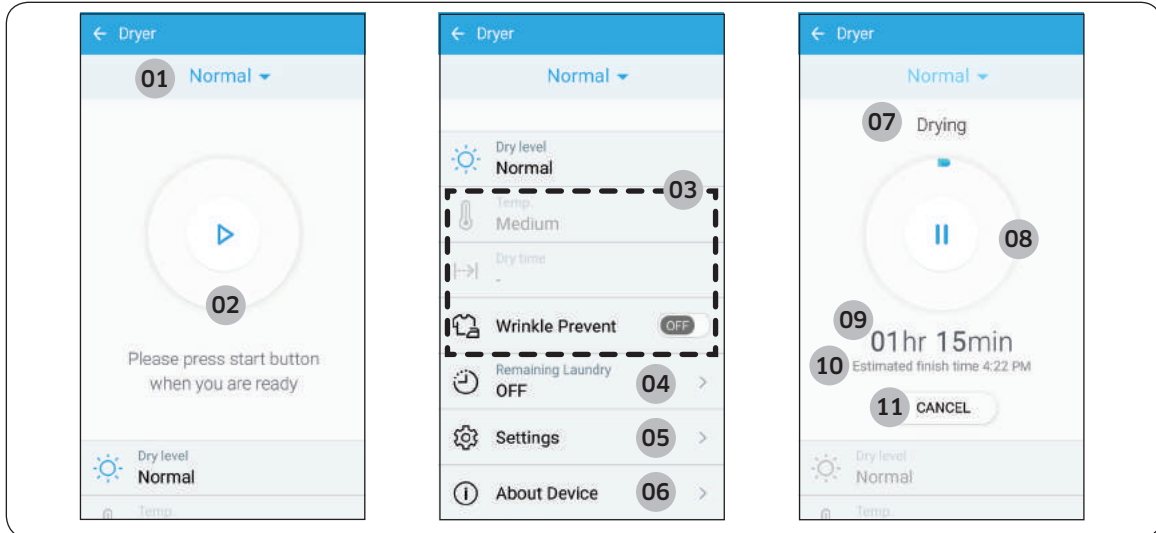 ← Dryer
01 Normal
02
Please press start button
when you are ready
Dry level
Normal
Temp.
← Dryer
Normal
Dry level
Normal
03
Temp.
Medium
Dry time
-
Wrinkle Prevent OFF
Remaining Laundry
OFF
04
Settings 05
About Device 06
← Dryer
Normal
07 Drying
08
09
01hr 15min
10 Estimated finish time 4:22 PM
11 CANCEL
Dry level
Normal
Temp.